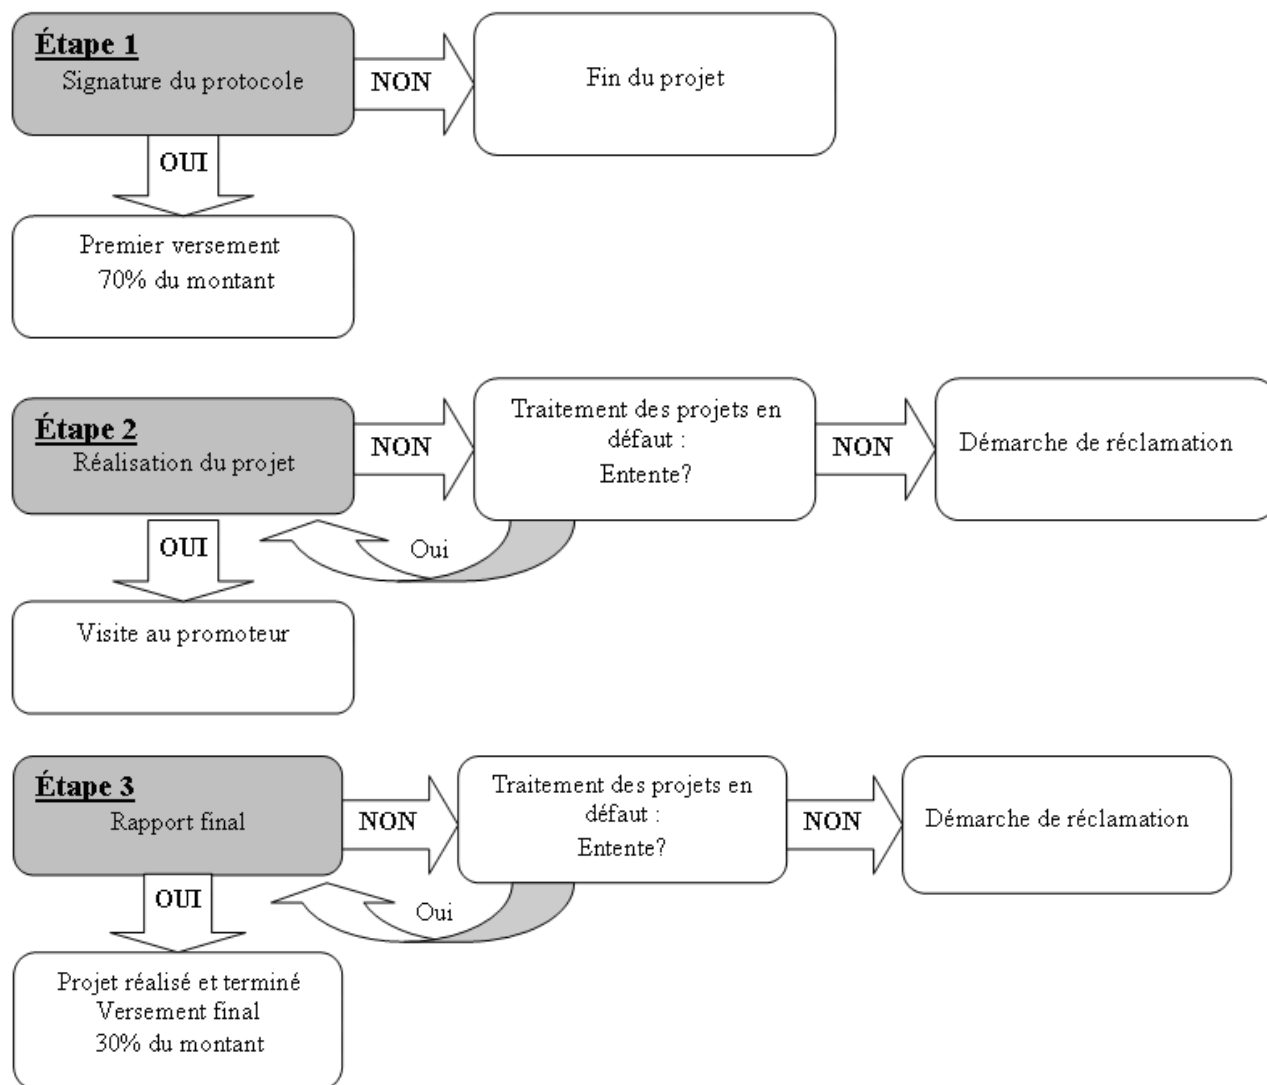 Étape 1
Signature du protocole
NON
Fin du projet
OUI
Premier versement
70% du montant
Étape 2
Réalisation du projet
NON
Traitement des projets en
défaut :
Entente?
NON
Démarche de réclamation
Oui
OUI
Visite au promoteur
Étape 3
Rapport final
NON
Traitement des projets en
défaut :
Entente?
NON
Démarche de réclamation
Oui
OUI
Projet réalisé et terminé
Versement final
30% du montant